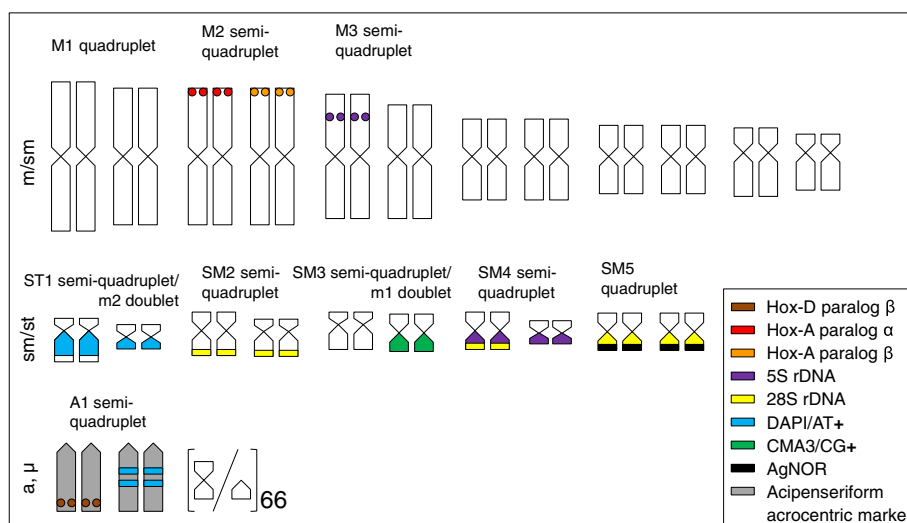 M1 quadruplet
M2 semi-
quadruplet
M3 semi-
quadruplet
m/sm
ST1 semi-quadruplet/
m2 doublet
SM2 semi-
quadruplet
SM3 semi-quadruplet/
m1 doublet
SM4 semi-
quadruplet
SM5
quadruplet
sm/st
A1 semi-
quadruplet
a, µ
66
Hox-D paralog β
Hox-A paralog α
Hox-A paralog β
5S rDNA
28S rDNA
DAPI/AT+
CMA3/CG+
AgNOR
Acipenseriform
acrocentric marke